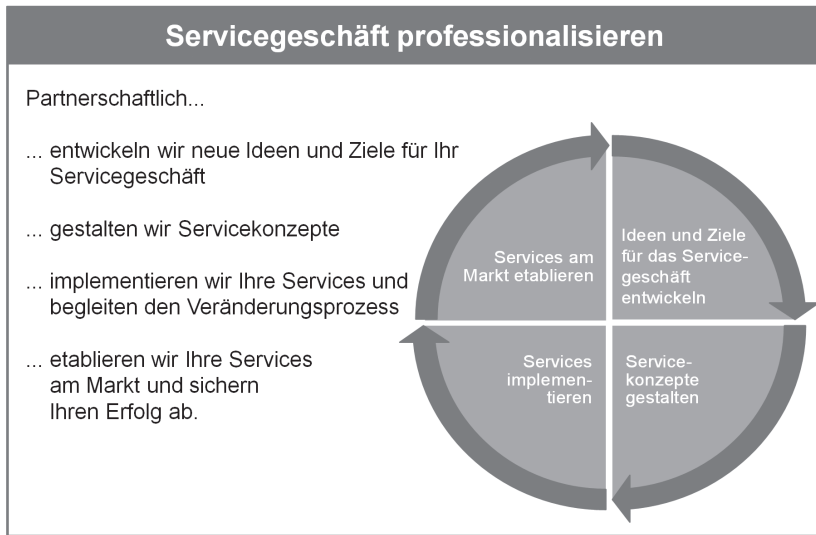 Servicegeschäft professionalisieren
Partnerschaftlich...
... entwickeln wir neue Ideen und Ziele für Ihr
Servicegeschäft
... gestalten wir Servicekonzepte
... implementieren wir Ihre Services und
begleiten den Veränderungsprozess
... etablieren wir Ihre Services
am Markt und sichern
Ihren Erfolg ab.
Services am
Markt etablieren
Ideen und Ziele
für das Service-
geschäft
entwickeln
Services
implemen-
tieren
Service-
konzepte
gestalten